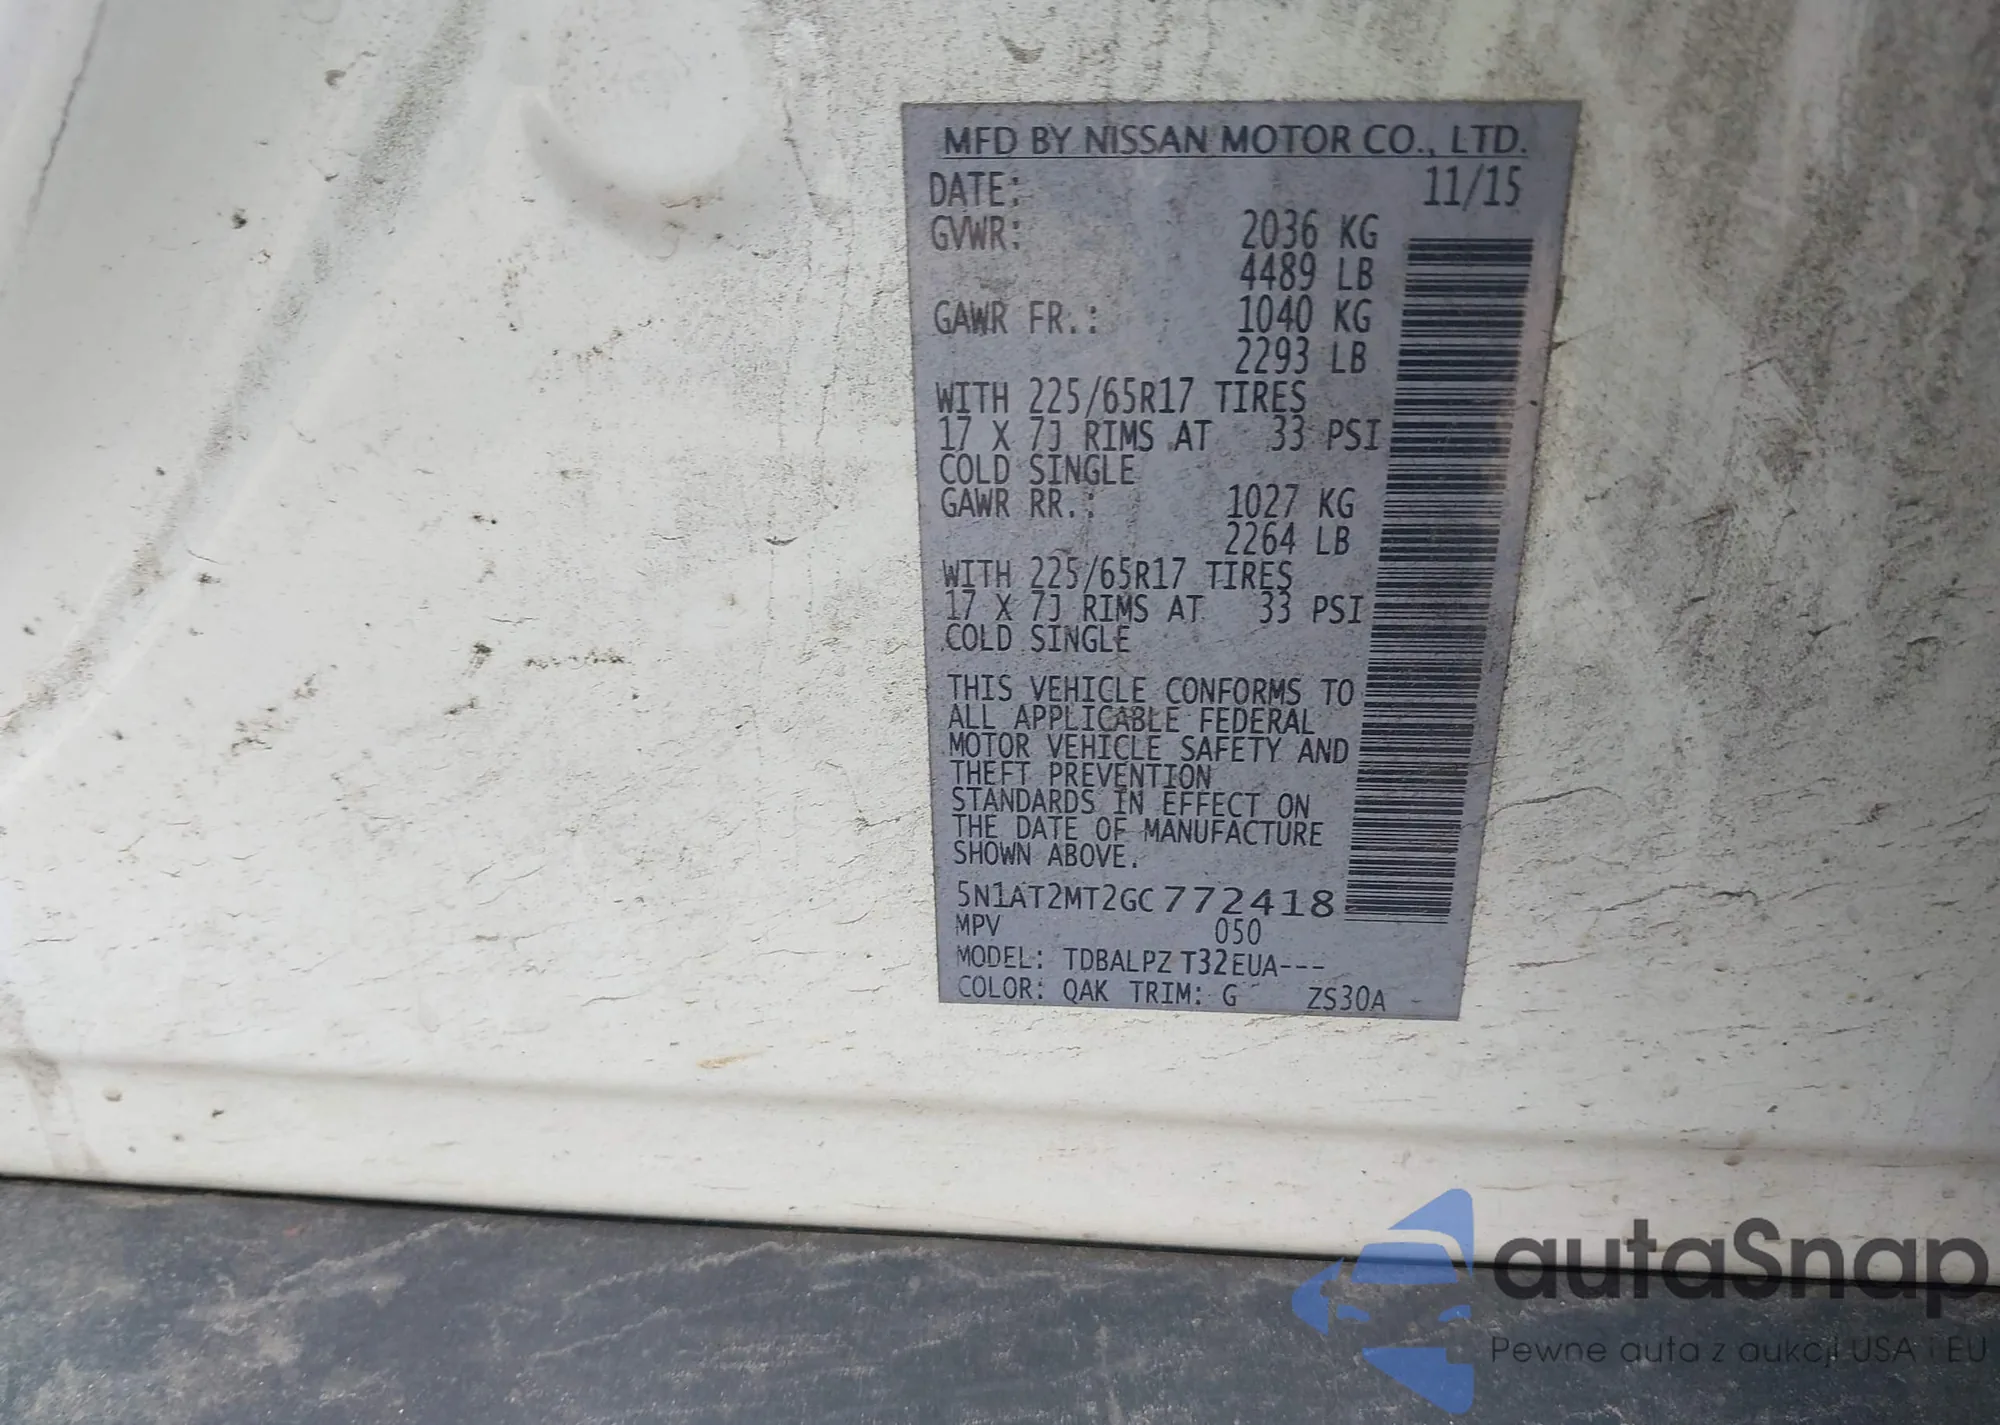 MFD BY NISSAN MOTOR CO., LTD.
DATE: 11/15
GVWR: 2036 KG
4489 LB
GAWR FR.: 1040 KG
2293 LB
WITH 225/65R17 TIRES
17 X 7J RIMS AT 33 PSI
COLD SINGLE
GAWR RR.: 1027 KG
2264 LB
WITH 225/65R17 TIRES
17 X 7J RIMS AT 33 PSI
COLD SINGLE
THIS VEHICLE CONFORMS TO
ALL APPLICABLE FEDERAL
MOTOR VEHICLE SAFETY AND
THEFT PREVENTION
STANDARDS IN EFFECT ON
THE DATE OF MANUFACTURE
SHOWN ABOVE.
5N1AT2MT2GC772418
MPV 050
MODEL: TDBALPZ T32EUA---
COLOR: QAK TRIM: G ZS30A
autaSnap
Pewne auta z aukcji USA i EU